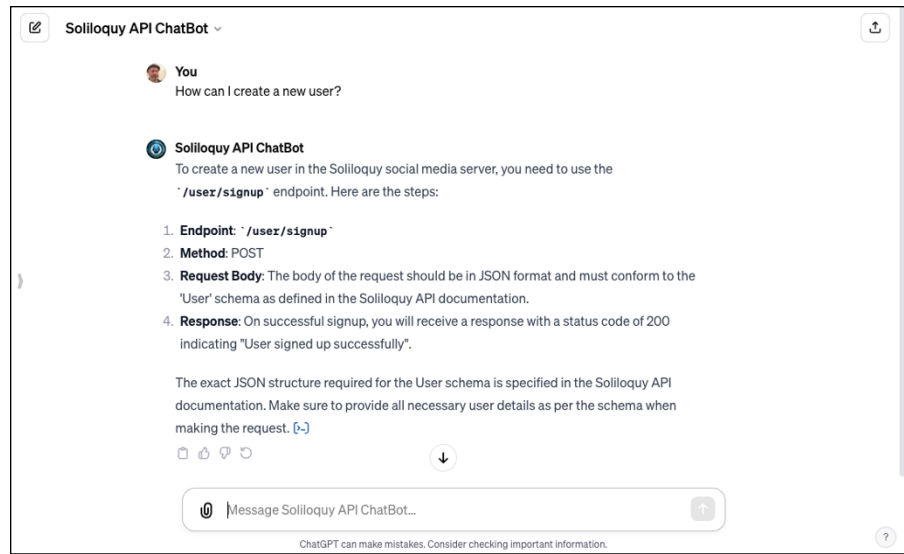 Soliloquy API ChatBot
You
How can I create a new user?
Soliloquy API ChatBot
To create a new user in the Soliloquy social media server, you need to use the
`/user/signup` endpoint. Here are the steps:
1. Endpoint: `/user/signup`
2. Method: POST
3. Request Body: The body of the request should be in JSON format and must conform to the
'User' schema as defined in the Soliloquy API documentation.
4. Response: On successful signup, you will receive a response with a status code of 200
indicating "User signed up successfully".
The exact JSON structure required for the User schema is specified in the Soliloquy API
documentation. Make sure to provide all necessary user details as per the schema when
making the request. [>-]
Message Soliloquy API ChatBot...
ChatGPT can make mistakes. Consider checking important information.
?